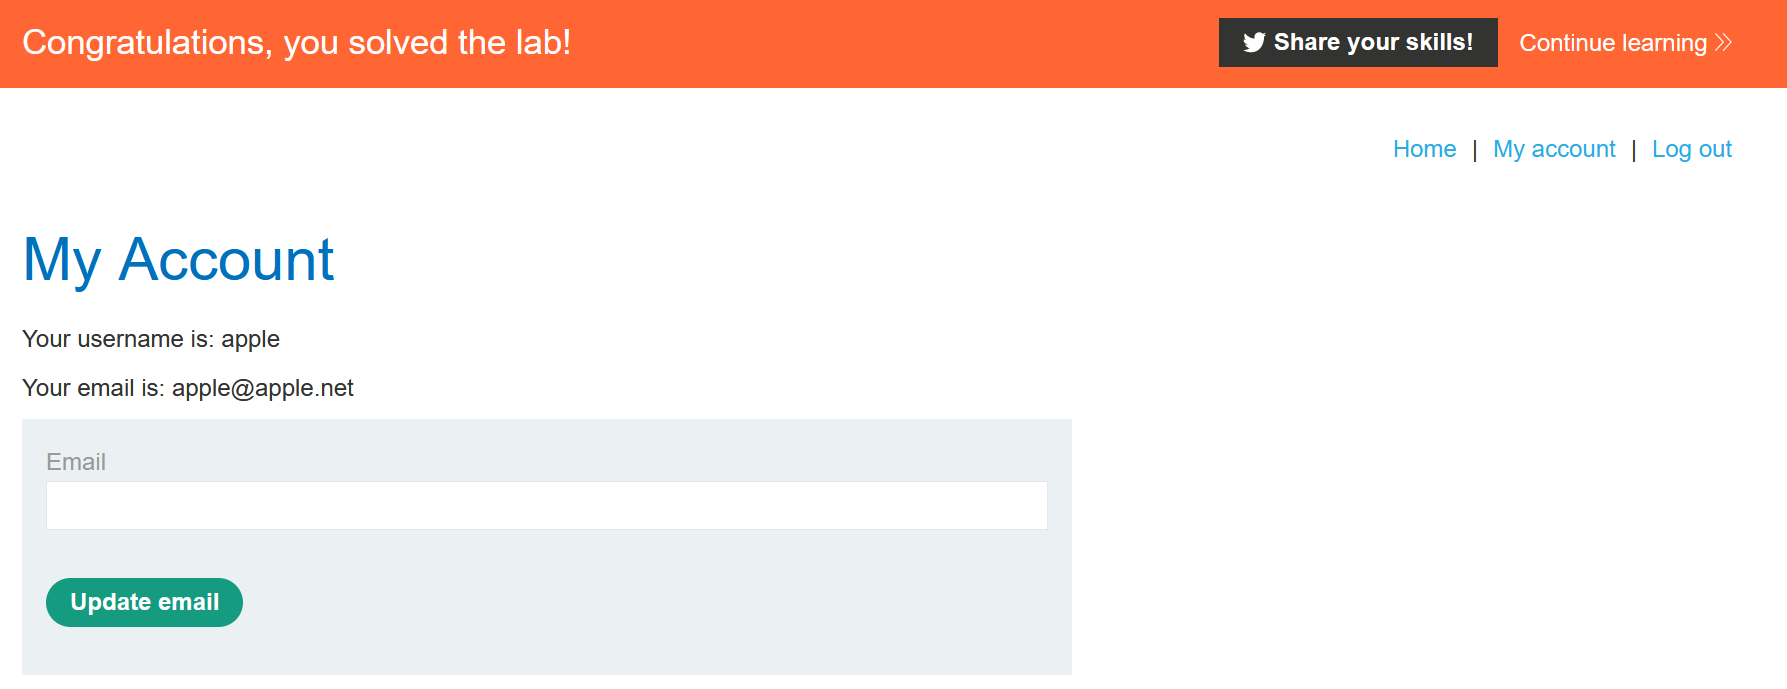 Congratulations, you solved the lab!
Share your skills!
Continue learning
Home | My account | Log out
My Account
Your username is: apple
Your email is: apple@apple.net
Email
Update email